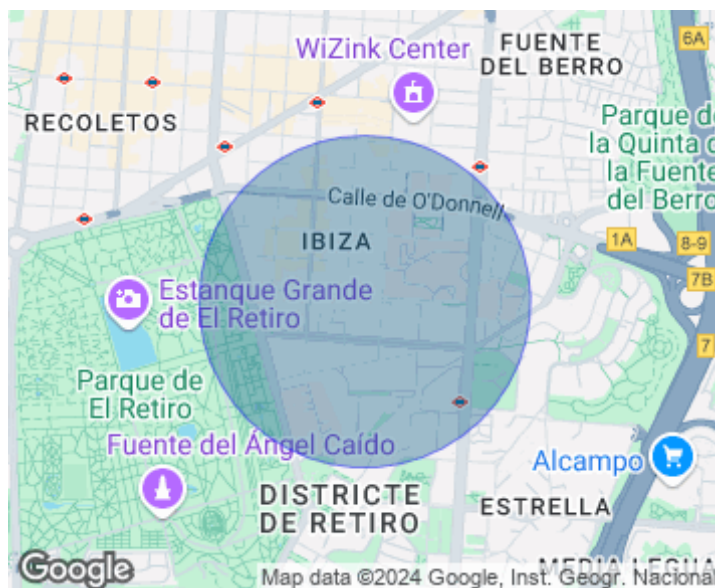 WiZink Center
FUENTE
DEL BERRO
6A
RECOLETOS
Parque de
la Quinta d
la Fuente
del Berro
Calle de O'Donnell
IBIZA
1A
8-9
7B
Estanque Grande
de El Retiro
7
Parque de
El Retiro
Fuente del Ángel Caído
Alcampo
DISTRICTE
DE RETIRO
ESTRELLA
MEDIA LEGUA
Google
Map data ©2024 Google, Inst. Geogr. Nacional